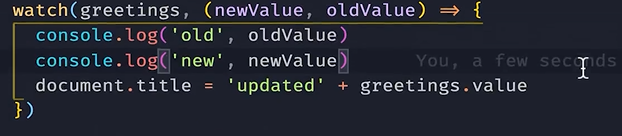 watch(greetings, (newValue, oldValue) => {
console.log('old', oldValue)
console.log('new', newValue) You, a few seconds
document.title = 'updated' + greetings.value
})